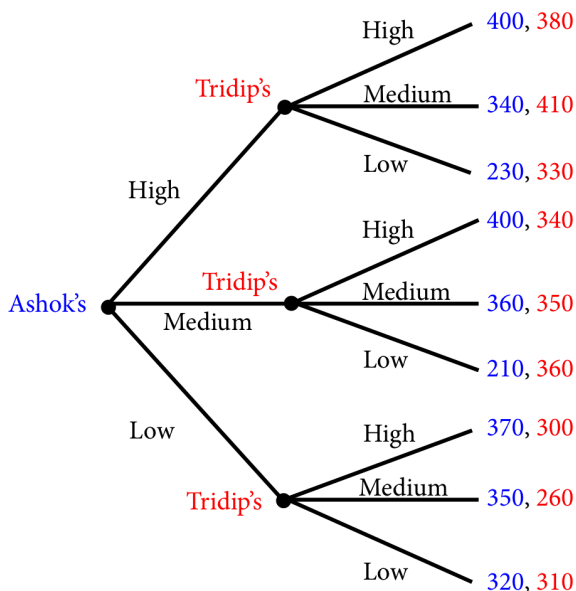 High
400, 380
Tridip's
Medium
340, 410
Low
230, 330
High
High
400, 340
Ashok's
Tridip's
Medium
Medium
360, 350
Low
210, 360
Low
High
370, 300
Tridip's
Medium
350, 260
Low
320, 310